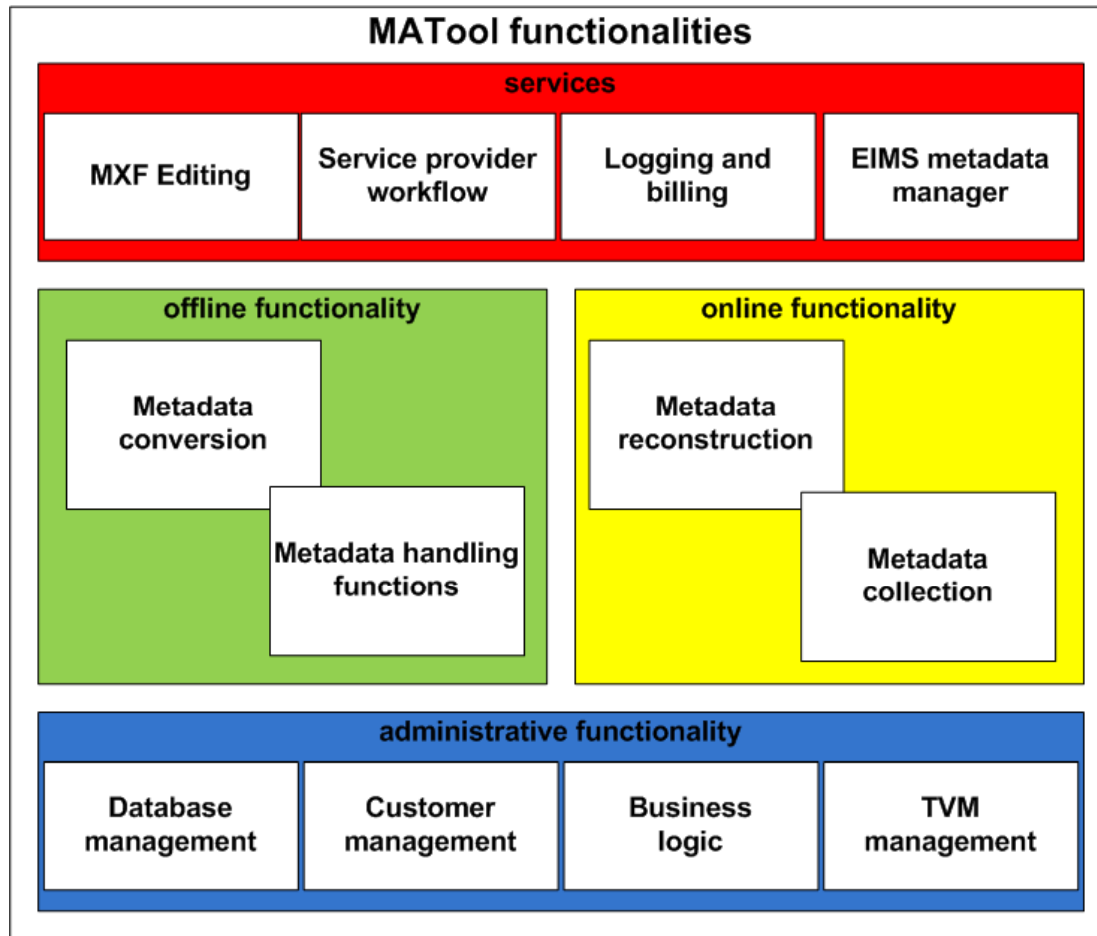 MATool functionalities
services
MXF Editing
Service provider
workflow
Logging and
billing
EIMS metadata
manager
offline functionality
Metadata
conversion
Metadata handling
functions
online functionality
Metadata
reconstruction
Metadata
collection
administrative functionality
Database
management
Customer
management
Business
logic
TVM
management